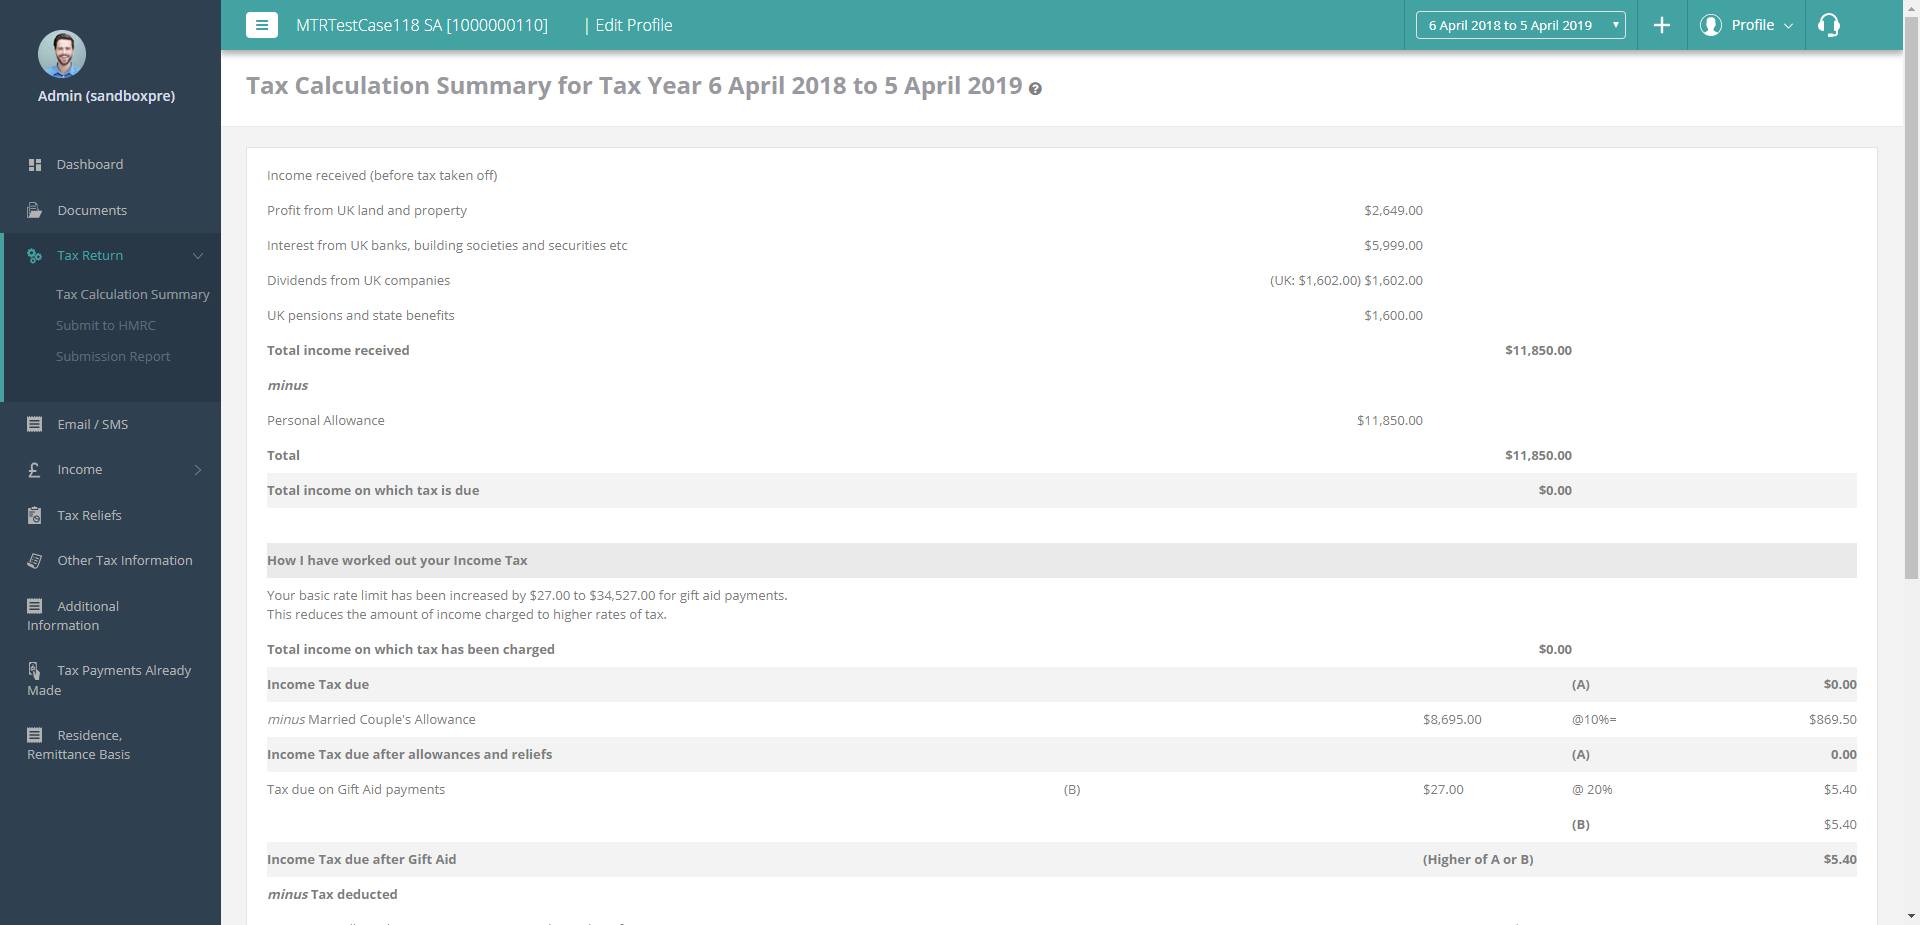 Admin (sandboxpre)
Dashboard
Documents
Tax Return
Tax Calculation Summary
Submit to HMRC
Submission Report
Email / SMS
Income
Tax Reliefs
Other Tax Information
Additional
Information
Tax Payments Already
Made
Residence,
Remittance Basis
MTRTestCase118 SA [1000000110] | Edit Profile
6 April 2018 to 5 April 2019
Profile
Tax Calculation Summary for Tax Year 6 April 2018 to 5 April 2019
Income received (before tax taken off)
Profit from UK land and property $2,649.00
Interest from UK banks, building societies and securities etc $5,999.00
Dividends from UK companies (UK: $1,602.00) $1,602.00
UK pensions and state benefits $1,600.00
Total income received $11,850.00
minus
Personal Allowance $11,850.00
Total $11,850.00
Total income on which tax is due $0.00
How I have worked out your Income Tax
Your basic rate limit has been increased by $27.00 to $34,527.00 for gift aid payments.
This reduces the amount of income charged to higher rates of tax.
Total income on which tax has been charged $0.00
Income Tax due (A) $0.00
minus Married Couple's Allowance $8,695.00 @10%= $869.50
Income Tax due after allowances and reliefs (A) 0.00
Tax due on Gift Aid payments (B) $27.00 @ 20% $5.40
(B) $5.40
Income Tax due after Gift Aid (Higher of A or B) $5.40
minus Tax deducted